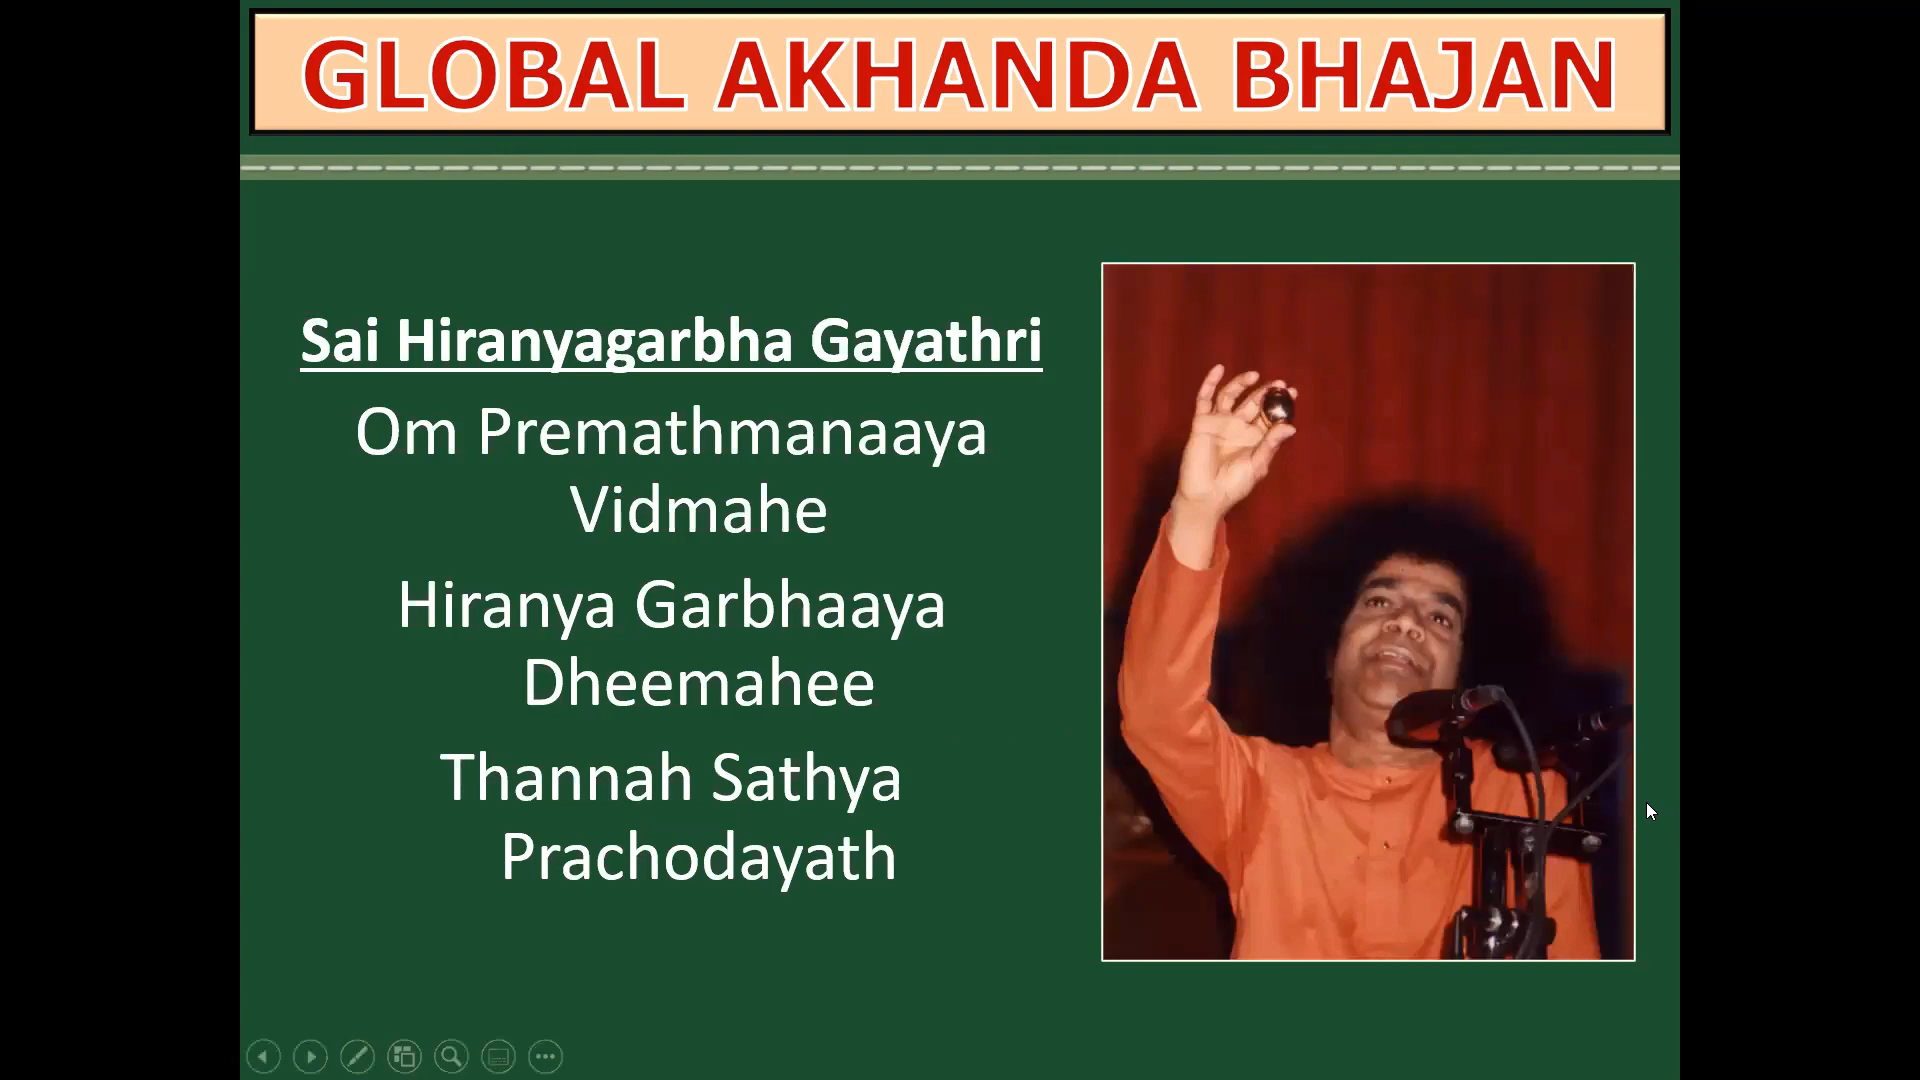 GLOBAL AKHANDA BHAJAN
Sai Hiranyagarbha Gayathri
Om Premathmanaaya
Vidmahe
Hiranya Garbhaaya
Dheemahee
Thannah Sathya
Prachodayath